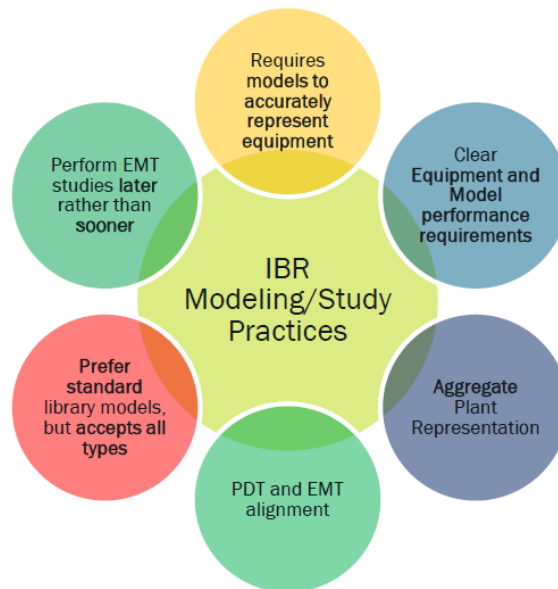 Requires
models to
accurately
represent
equipment
Perform EMT
studies later
rather than
sooner
Clear
Equipment and
Model
performance
requirements
IBR
Modeling/Study
Practices
Prefer
standard
library models,
but accepts all
types
Aggregate
Plant
Representation
PDT and EMT
alignment